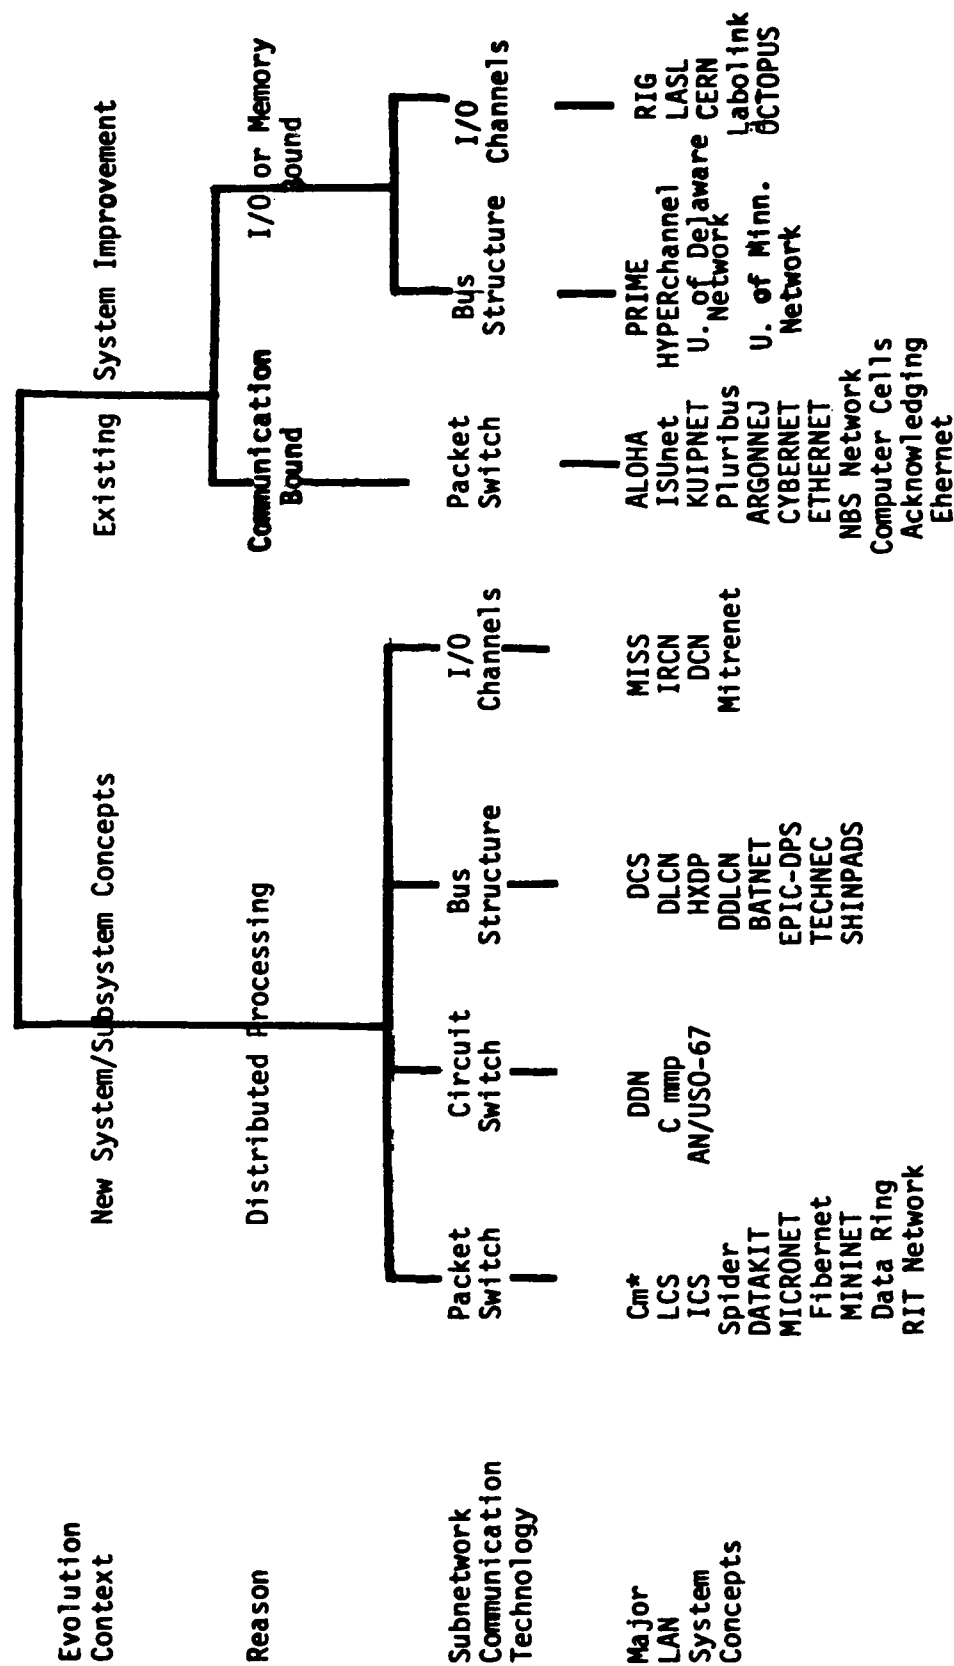 Evolution
Context
New System/Subsystem Concepts
Existing System Improvement
Reason
Distributed Processing
Communication
Bound
I/O or Memory
Bound
Subnetwork
Communication
Technology
Packet
Switch
Circuit
Switch
Bus
Structure
I/O
Channels
Packet
Switch
Bus
Structure
I/O
Channels
Major
LAN
System
Concepts
Cm*
LCS
ICS
Spider
DATAKIT
MICRONET
Fibernet
MININET
Data Ring
RIT Network
DDN
C mmp
AN/USO-67
DCS
DLCN
HXDP
DDLCN
BATNET
EPIC-DPS
TECHNEC
SHINPADS
MISS
IRCN
DCN
Mitrenet
ALOHA
ISUnet
KUIPNET
Pluribus
ARGONNEJ
CYBERNET
ETHERNET
NBS Network
Computer Cells
Acknowledging
Ehernet
PRIME
HYPERchannel
U. of Delaware
Network
U. of Minn.
Network
RIG
LASL
CERN
Labolink
OCTOPUS